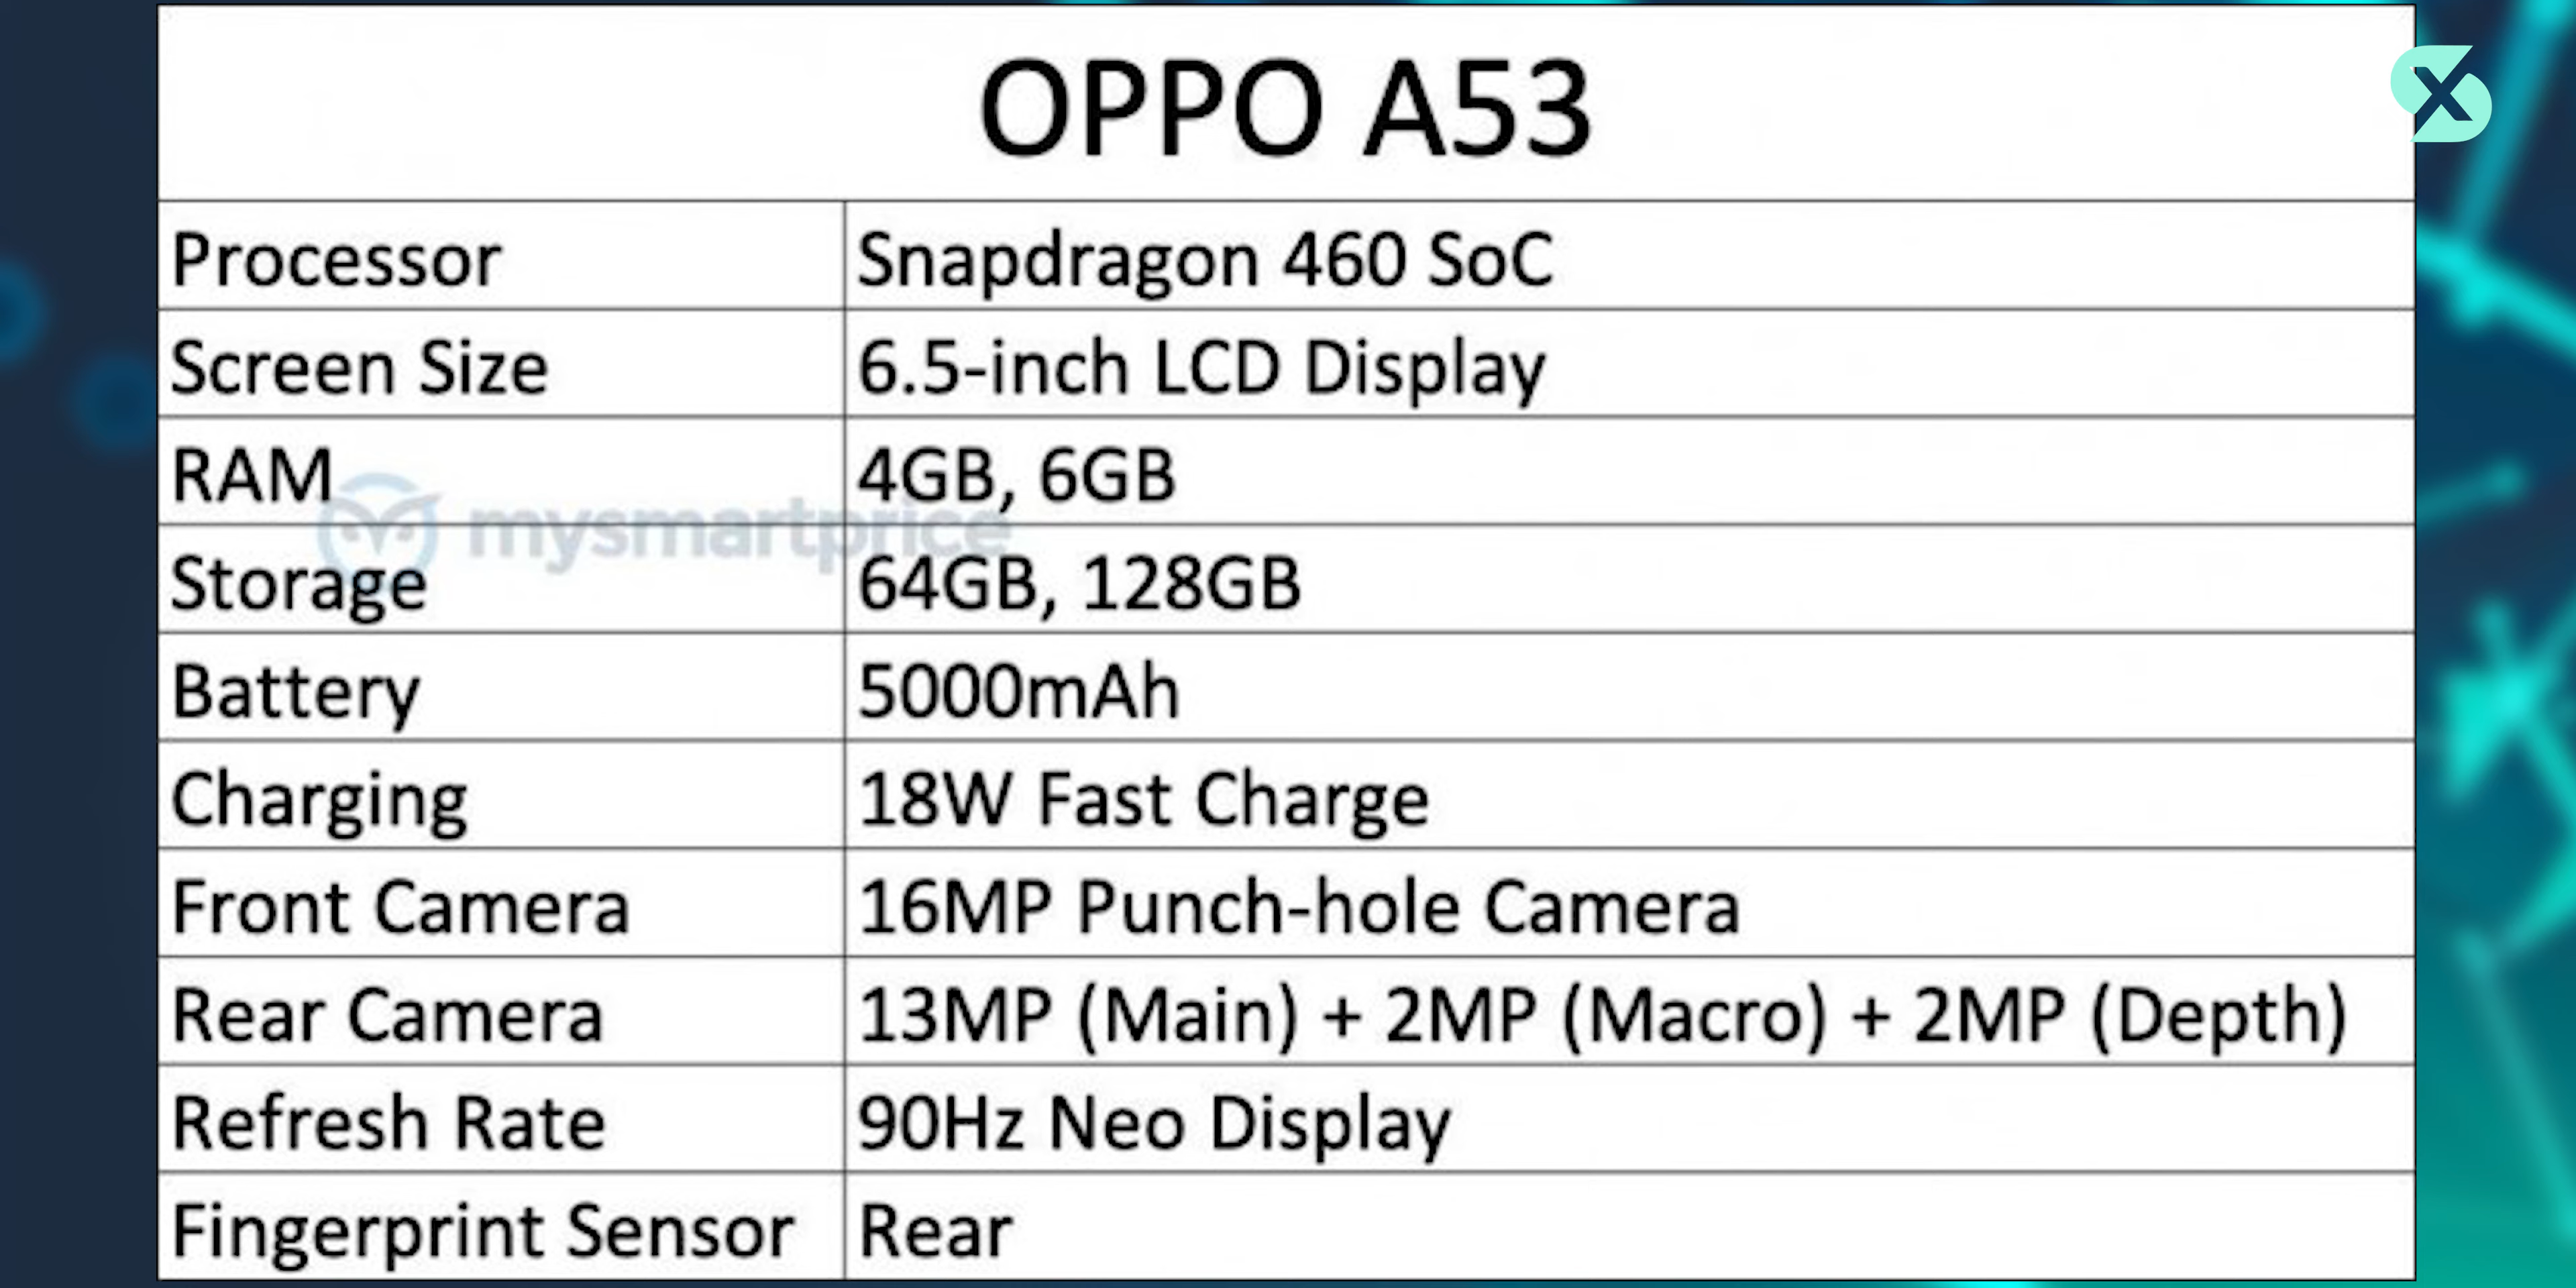 OPPO A53
Processor Snapdragon 460 SoC
Screen Size 6.5-inch LCD Display
RAM 4GB, 6GB
mysmartprice
Storage 64GB, 128GB
Battery 5000mAh
Charging 18W Fast Charge
Front Camera 16MP Punch-hole Camera
Rear Camera 13MP (Main) + 2MP (Macro) + 2MP (Depth)
Refresh Rate 90Hz Neo Display
Fingerprint Sensor Rear